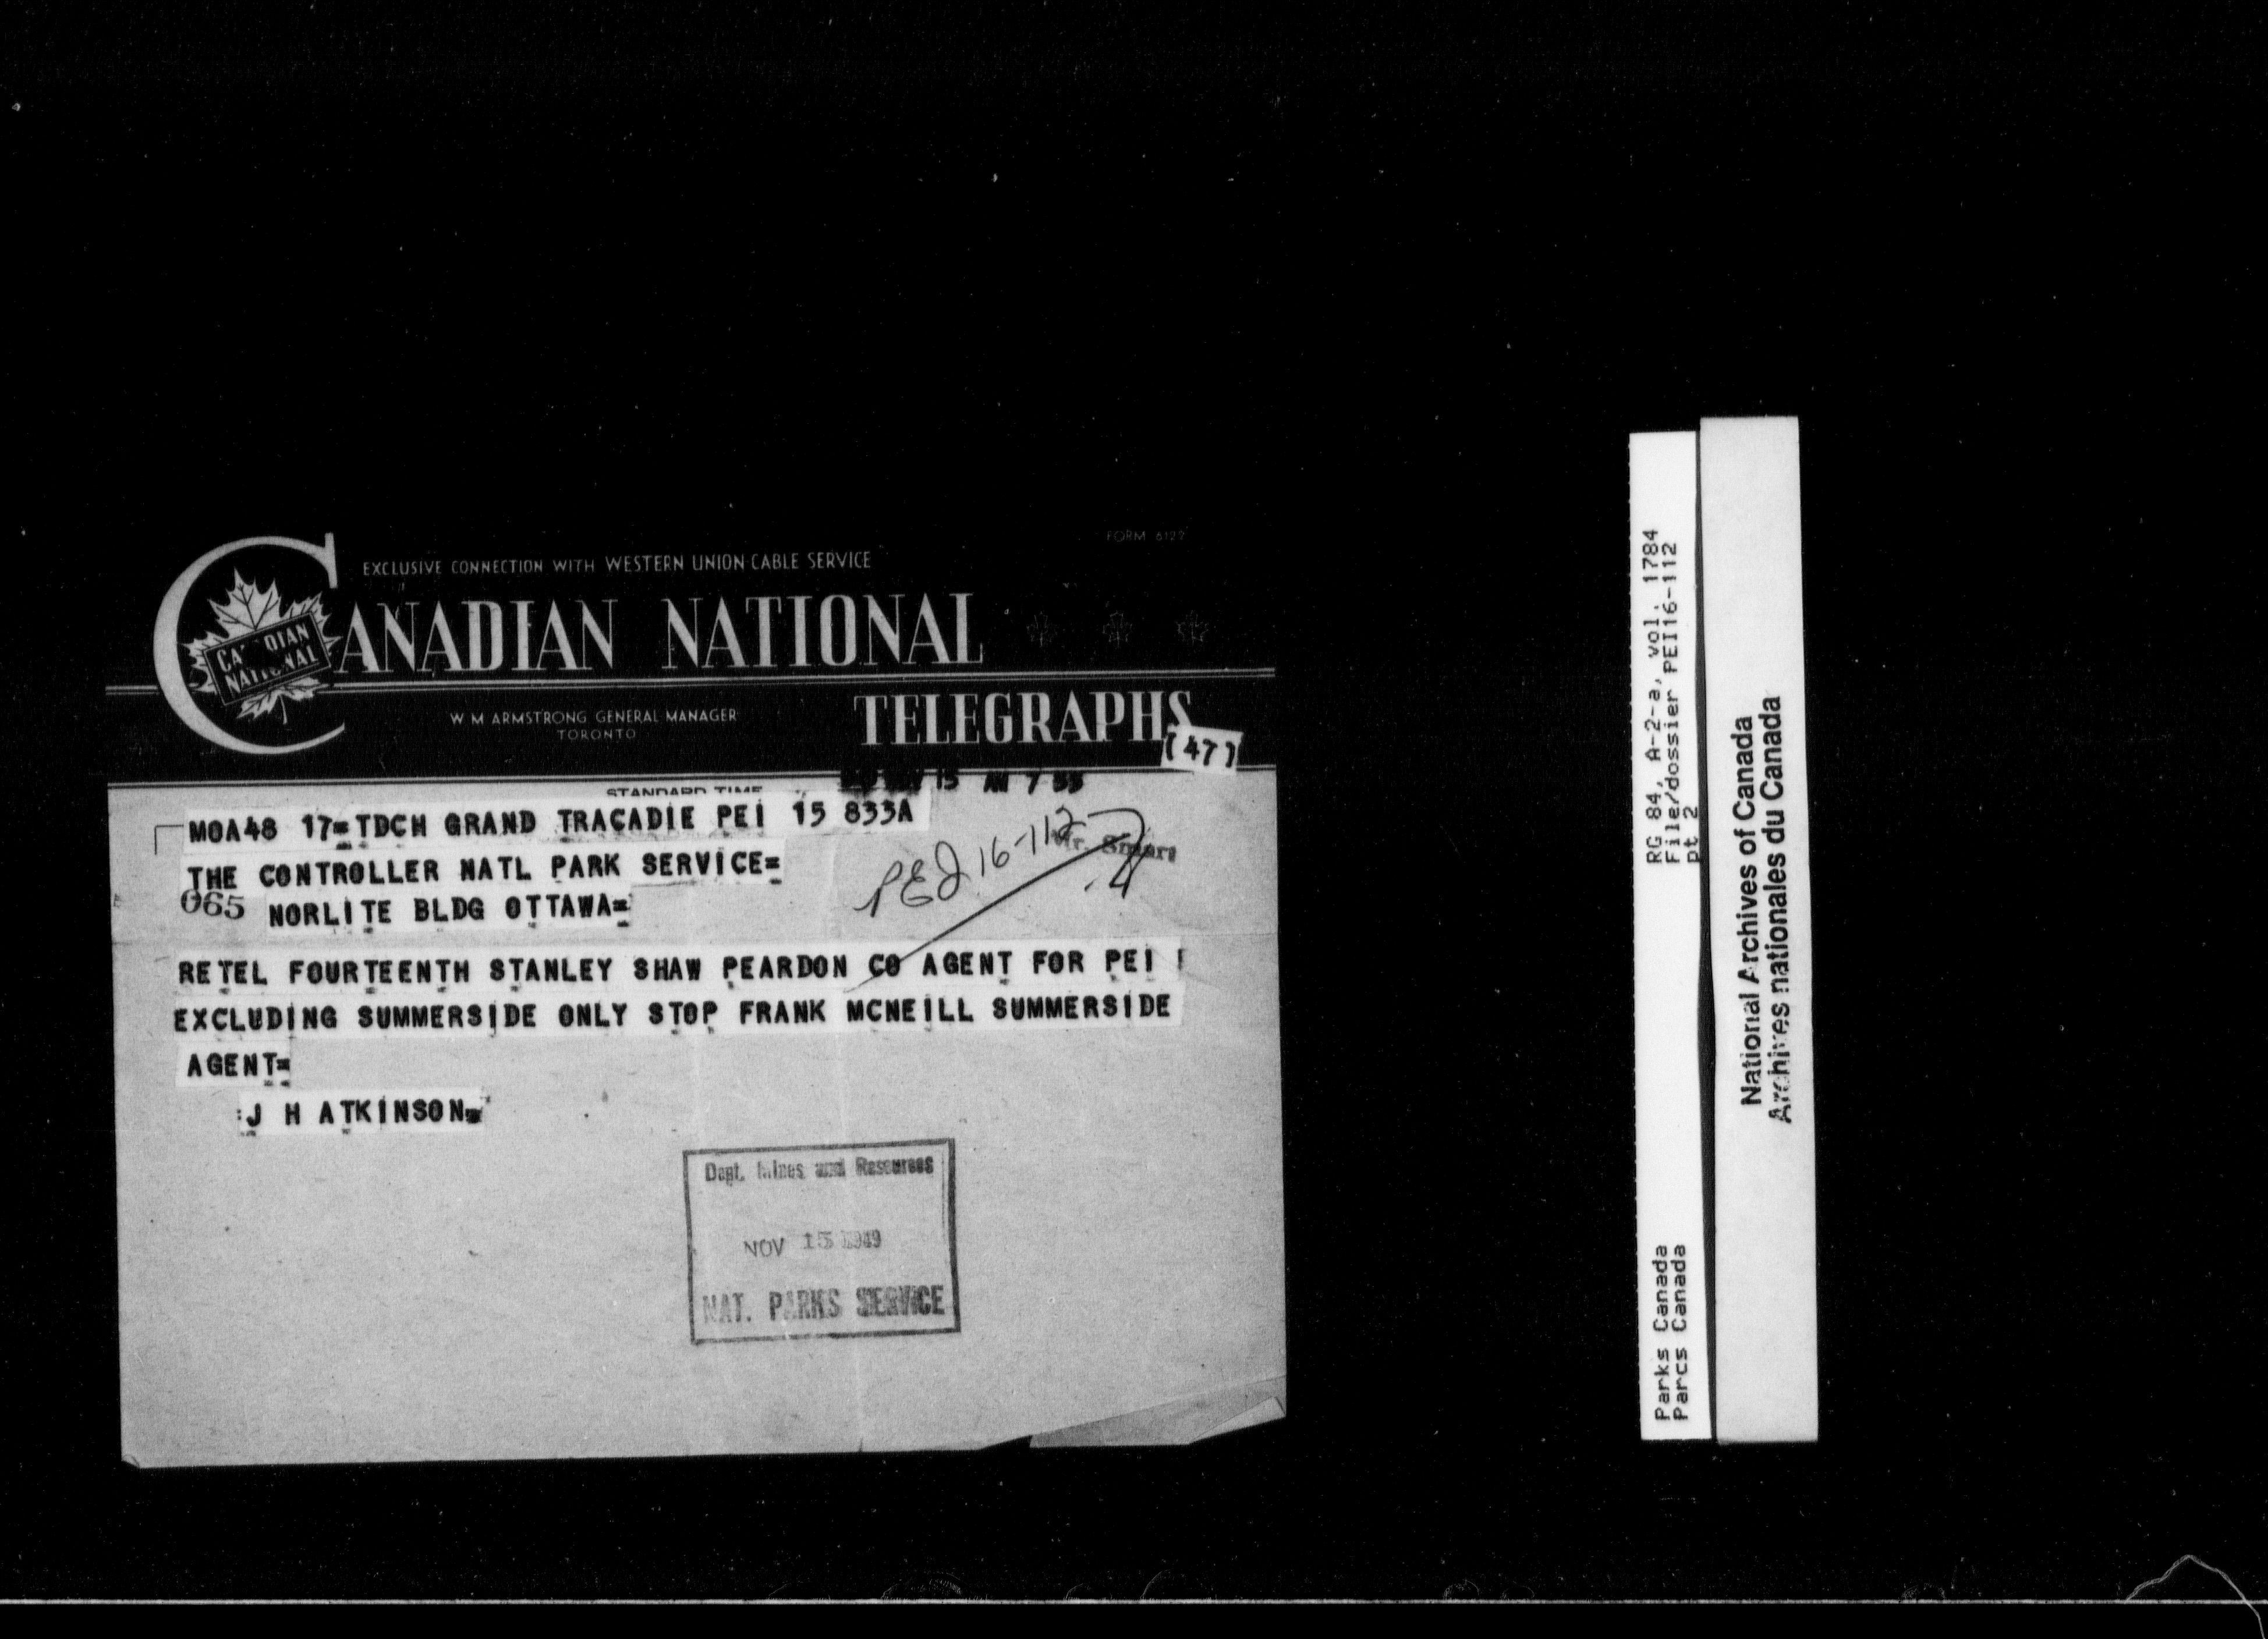 FORM 6122
EXCLUSIVE CONNECTION WITH WESTERN UNION CABLE SERVICE
CANADIAN NATIONAL
CANADIAN
NATIONAL
TELEGRAPHS
W M ARMSTRONG GENERAL MANAGER
TORONTO
[47]
STANDARD TIME
15 AM 7 53
MOA48 17=TDCH GRAND TRACADIE PEI 15 833A
Mr. Smart
PEI 16-112
THE CONTROLLER NATL PARK SERVICE=
065 NORLITE BLDG OTTAWA=
RETEL FOURTEENTH STANLEY SHAW PEARDON CO AGENT FOR PEI
EXCLUDING SUMMERSIDE ONLY STOP FRANK MCNEILL SUMMERSIDE
AGENT=
:J H ATKINSON=
Dept. Mines and Resources
NOV 15 1949
NAT. PARKS SERVICE
RG 84, A-2-a, vol. 1784
File/dossier PEI16-112
pt 2
Parks Canada
Parcs Canada
National Archives of Canada
Archives nationales du Canada